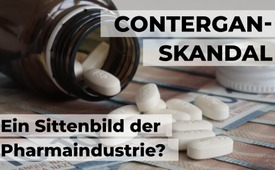 CONTERGAN-
SKANDAL
Ein Sittenbild der
Pharmaindustrie?